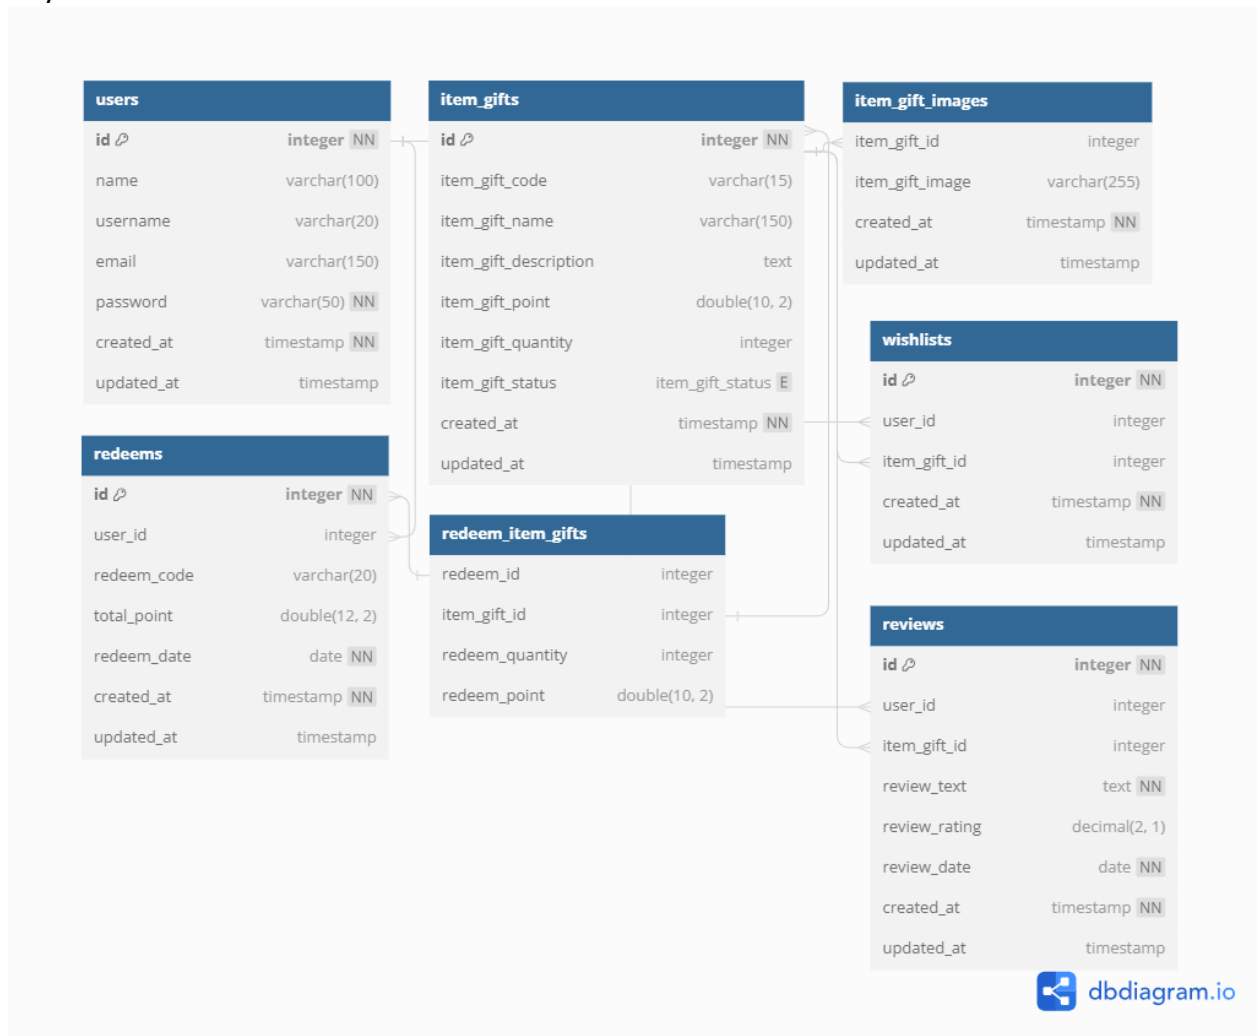 users
id integer NN
name varchar(100)
username varchar(20)
email varchar(150)
password varchar(50) NN
created_at timestamp NN
updated_at timestamp
item_gifts
id integer NN
item_gift_code varchar(15)
item_gift_name varchar(150)
item_gift_description text
item_gift_point double(10, 2)
item_gift_quantity integer
item_gift_status item_gift_status E
created_at timestamp NN
updated_at timestamp
item_gift_images
item_gift_id integer
item_gift_image varchar(255)
created_at timestamp NN
updated_at timestamp
wishlists
id integer NN
user_id integer
item_gift_id integer
created_at timestamp NN
updated_at timestamp
redeems
id integer NN
user_id integer
redeem_code varchar(20)
total_point double(12, 2)
redeem_date date NN
created_at timestamp NN
updated_at timestamp
redeem_item_gifts
redeem_id integer
item_gift_id integer
redeem_quantity integer
redeem_point double(10, 2)
reviews
id integer NN
user_id integer
item_gift_id integer
review_text text NN
review_rating decimal(2, 1)
review_date date NN
created_at timestamp NN
updated_at timestamp
dbdiagram.io